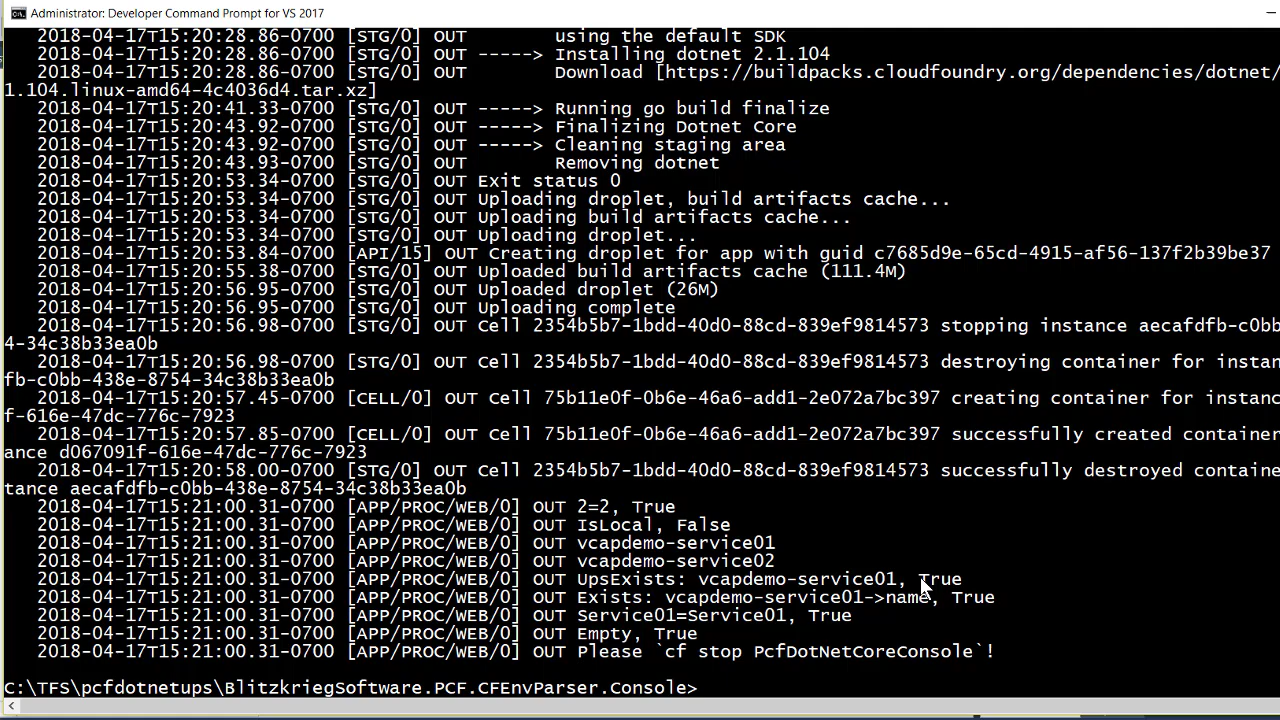 Administrator: Developer Command Prompt for VS 2017
2018-04-17T15:20:28.86-0700 [STG/0] OUT        using the default SDK
2018-04-17T15:20:28.86-0700 [STG/0] OUT -----> Installing dotnet 2.1.104
2018-04-17T15:20:28.86-0700 [STG/0] OUT        Download [https://buildpacks.cloudfoundry.org/dependencies/dotnet/
1.104.linux-amd64-4c4036d4.tar.xz]
2018-04-17T15:20:41.33-0700 [STG/0] OUT -----> Running go build finalize
2018-04-17T15:20:43.92-0700 [STG/0] OUT -----> Finalizing Dotnet Core
2018-04-17T15:20:43.92-0700 [STG/0] OUT -----> Cleaning staging area
2018-04-17T15:20:43.93-0700 [STG/0] OUT        Removing dotnet
2018-04-17T15:20:53.34-0700 [STG/0] OUT Exit status 0
2018-04-17T15:20:53.34-0700 [STG/0] OUT Uploading droplet, build artifacts cache...
2018-04-17T15:20:53.34-0700 [STG/0] OUT Uploading build artifacts cache...
2018-04-17T15:20:53.34-0700 [STG/0] OUT Uploading droplet...
2018-04-17T15:20:53.84-0700 [API/15] OUT Creating droplet for app with guid c7685d9e-65cd-4915-af56-137f2b39be37
2018-04-17T15:20:55.38-0700 [STG/0] OUT Uploaded build artifacts cache (111.4M)
2018-04-17T15:20:56.95-0700 [STG/0] OUT Uploaded droplet (26M)
2018-04-17T15:20:56.95-0700 [STG/0] OUT Uploading complete
2018-04-17T15:20:56.98-0700 [STG/0] OUT Cell 2354b5b7-1bdd-40d0-88cd-839ef9814573 stopping instance aecafdfb-c0bb
4-34c38b33ea0b
2018-04-17T15:20:56.98-0700 [STG/0] OUT Cell 2354b5b7-1bdd-40d0-88cd-839ef9814573 destroying container for instan
fb-c0bb-438e-8754-34c38b33ea0b
2018-04-17T15:20:57.45-0700 [CELL/0] OUT Cell 75b11e0f-0b6e-46a6-add1-2e072a7bc397 creating container for instanc
f-616e-47dc-776c-7923
2018-04-17T15:20:57.85-0700 [CELL/0] OUT Cell 75b11e0f-0b6e-46a6-add1-2e072a7bc397 successfully created container
ance d067091f-616e-47dc-776c-7923
2018-04-17T15:20:58.00-0700 [STG/0] OUT Cell 2354b5b7-1bdd-40d0-88cd-839ef9814573 successfully destroyed containe
tance aecafdfb-c0bb-438e-8754-34c38b33ea0b
2018-04-17T15:21:00.31-0700 [APP/PROC/WEB/0] OUT 2=2, True
2018-04-17T15:21:00.31-0700 [APP/PROC/WEB/0] OUT IsLocal, False
2018-04-17T15:21:00.31-0700 [APP/PROC/WEB/0] OUT vcapdemo-service01
2018-04-17T15:21:00.31-0700 [APP/PROC/WEB/0] OUT vcapdemo-service02
2018-04-17T15:21:00.31-0700 [APP/PROC/WEB/0] OUT UpsExists: vcapdemo-service01, True
2018-04-17T15:21:00.31-0700 [APP/PROC/WEB/0] OUT Exists: vcapdemo-service01->name, True
2018-04-17T15:21:00.31-0700 [APP/PROC/WEB/0] OUT Service01=Service01, True
2018-04-17T15:21:00.31-0700 [APP/PROC/WEB/0] OUT Empty, True
2018-04-17T15:21:00.31-0700 [APP/PROC/WEB/0] OUT Please `cf stop PcfDotNetCoreConsole`!
C:\TFS\pcfdotnetups\BlitzkriegSoftware.PCF.CFEnvParser.Console>